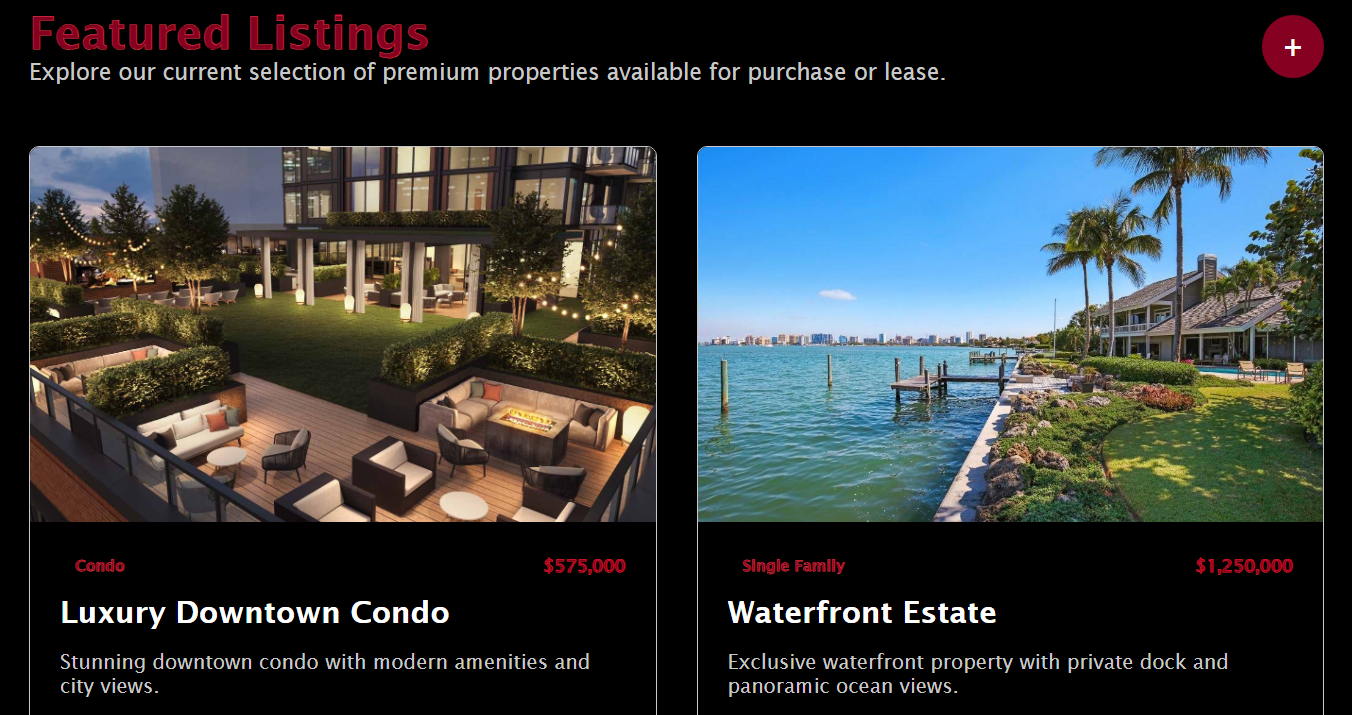 Featured Listings
+
Explore our current selection of premium properties available for purchase or lease.
Condo
$575,000
Luxury Downtown Condo
Stunning downtown condo with modern amenities and
city views.
Single Family
$1,250,000
Waterfront Estate
Exclusive waterfront property with private dock and
panoramic ocean views.